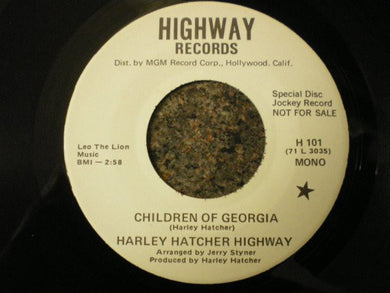 HIGHWAY
RECORDS
Dist. by MGM Record Corp., Hollywood, Calif.
Special Disc
Jockey Record
NOT FOR SALE
Leo The Lion
Music
BMI – 2:58
H 101
(71 L 3035)
MONO
CHILDREN OF GEORGIA
(Harley Hatcher)
HARLEY HATCHER HIGHWAY
Arranged by Jerry Styner
Produced by Harley Hatcher